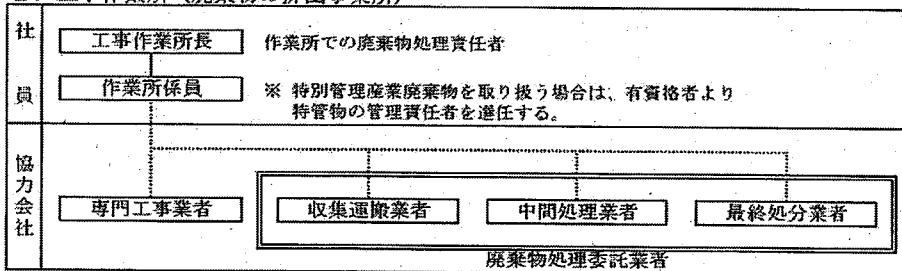 社員
工事作業所長
作業所での廃棄物処理責任者
作業所係員
※ 特別管理産業廃棄物を取り扱う場合は、有資格者より
特管物の管理責任者を選任する。
協力会社
専門工事業者
収集運搬業者
中間処理業者
最終処分業者
廃棄物処理委託業者